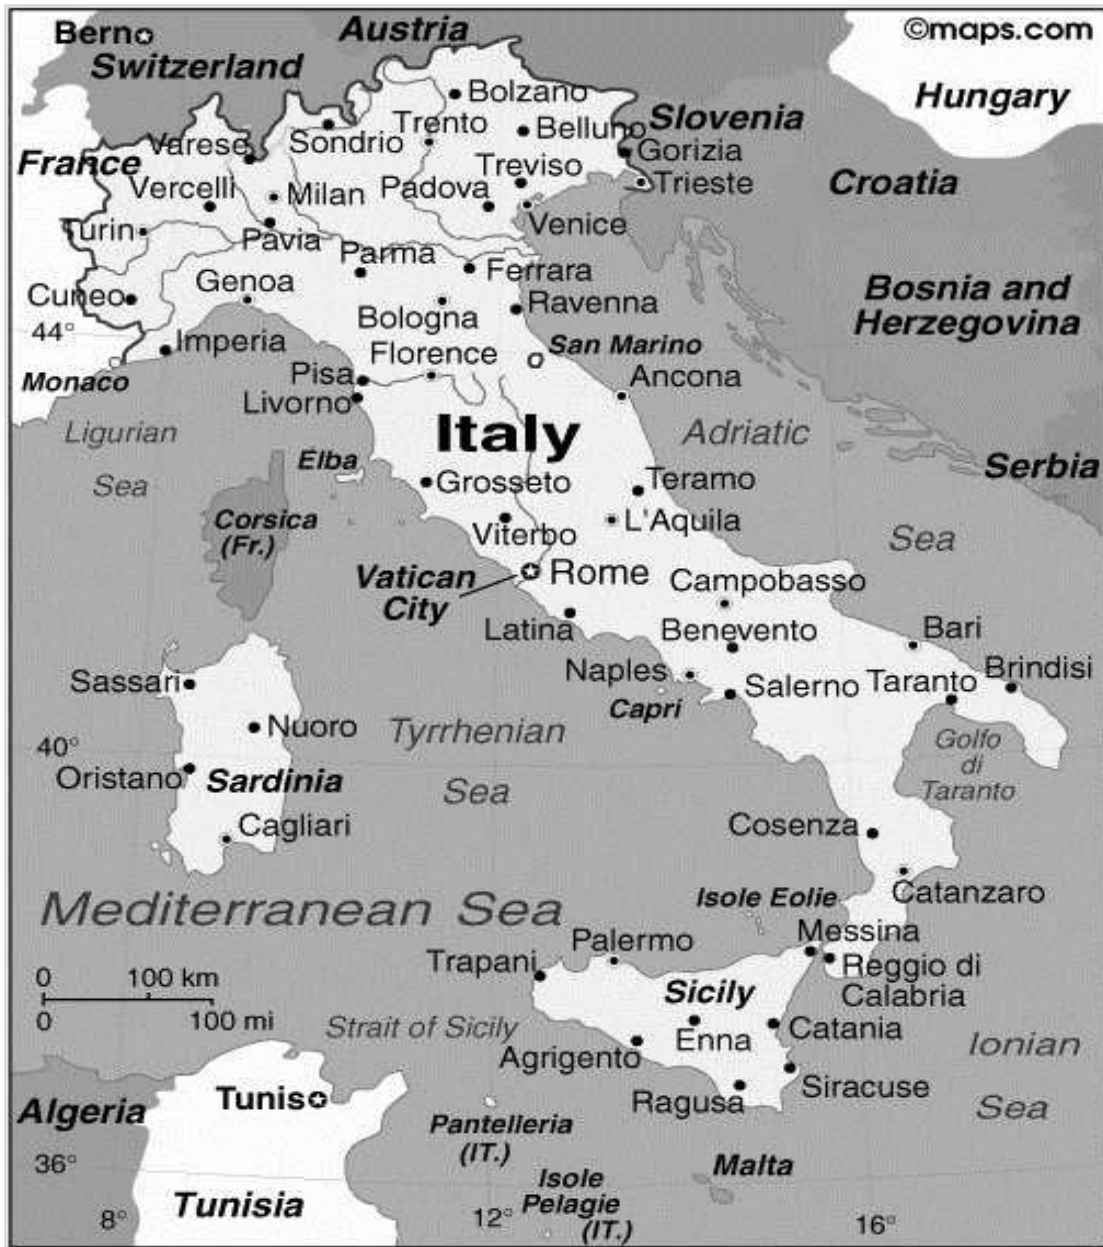 ©maps.com
Bern
Austria
Switzerland
Hungary
Bolzano
Trento
Belluno
Slovenia
Sondrio
Varese
France
Gorizia
Treviso
Vercelli
Milan
Padova
Trieste
Croatia
Venice
Turin
Pavia
Parma
Ferrara
Genoa
Cuneo
Ravenna
Bosnia and
Herzegovina
Bologna
44°
Imperia
San Marino
Florence
Monaco
Pisa
Ancona
Livorno
Ligurian
Sea
Italy
Adriatic
Sea
Elba
Serbia
Grosseto
Teramo
Corsica
(Fr.)
Viterbo
L'Aquila
Vatican
City
Rome
Campobasso
Latina
Benevento
Bari
Naples
Sassari
Salerno
Taranto
Brindisi
Capri
Nuoro
Tyrrhenian
Sea
40°
Golfo
di
Taranto
Oristano
Sardinia
Cagliari
Cosenza
Mediterranean Sea
Isole Eolie
Catanzaro
Messina
Palermo
Trapani
Reggio di
Calabria
0 100 km
0 100 mi
Sicily
Strait of Sicily
Enna
Catania
Ionian
Sea
Agrigento
Siracuse
Ragusa
Algeria
Tunis
Pantelleria
(IT.)
36°
Malta
Isole
Pelagie
(IT.)
Tunisia
8°
12°
16°